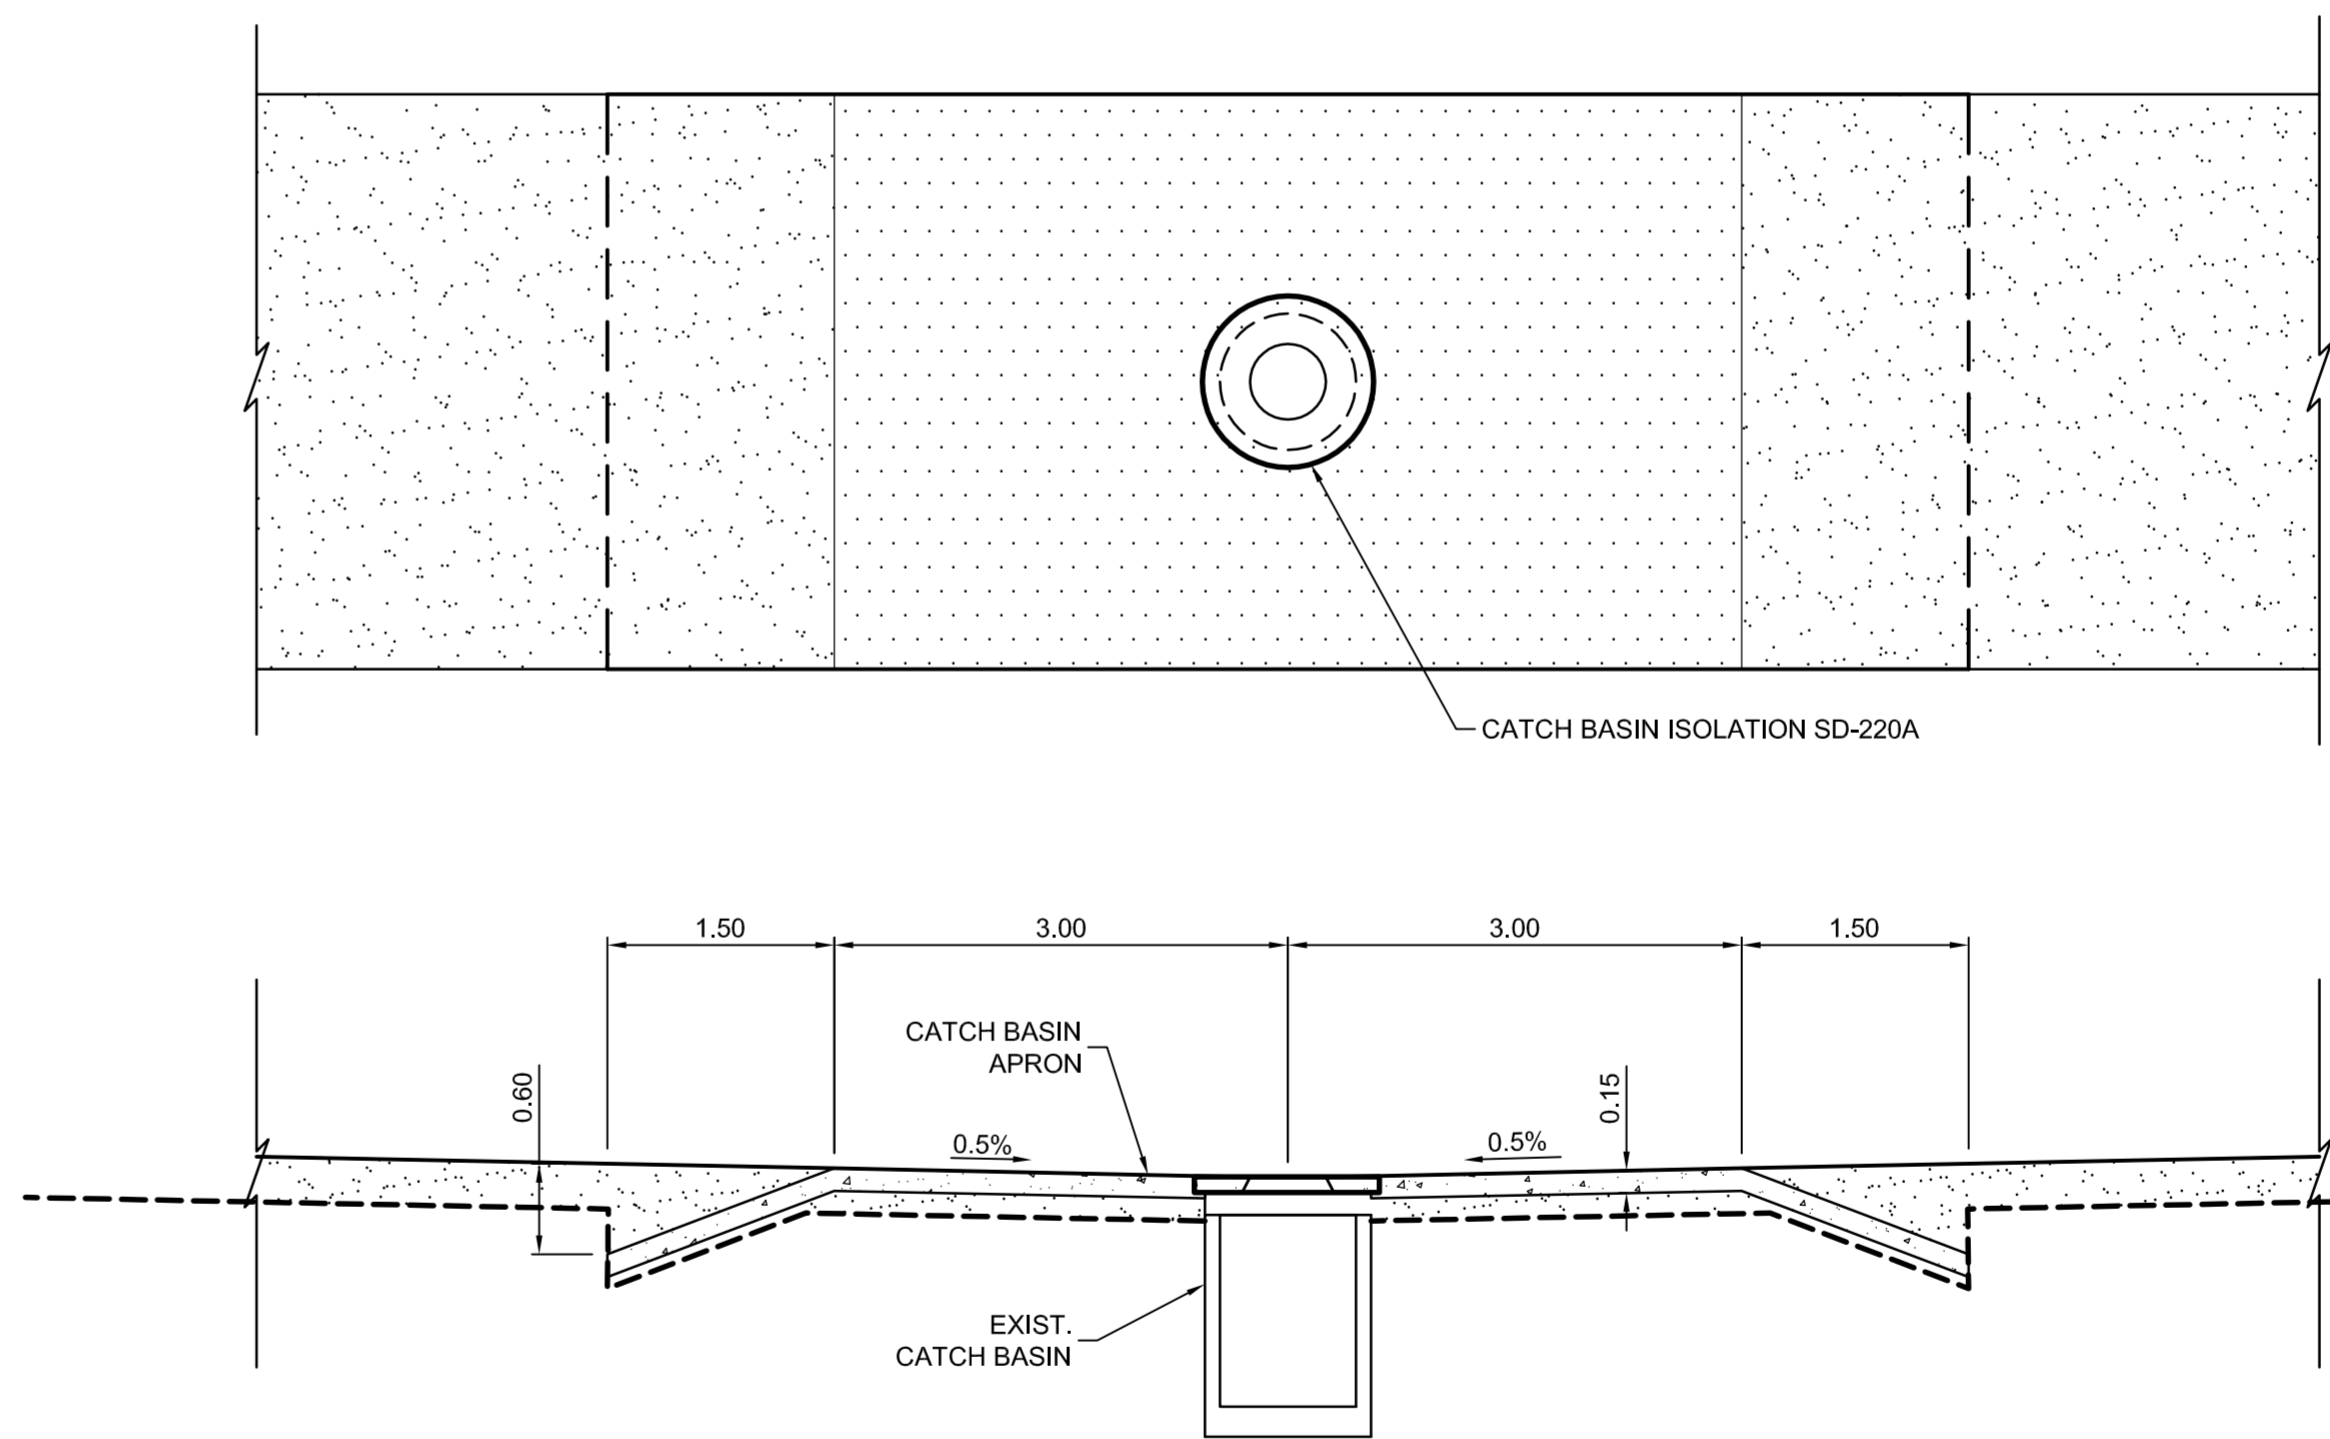 CATCH BASIN ISOLATION SD-220A
1.50
3.00
3.00
1.50
CATCH BASIN
APRON
0.60
0.15
0.5%
0.5%
EXIST.
CATCH BASIN